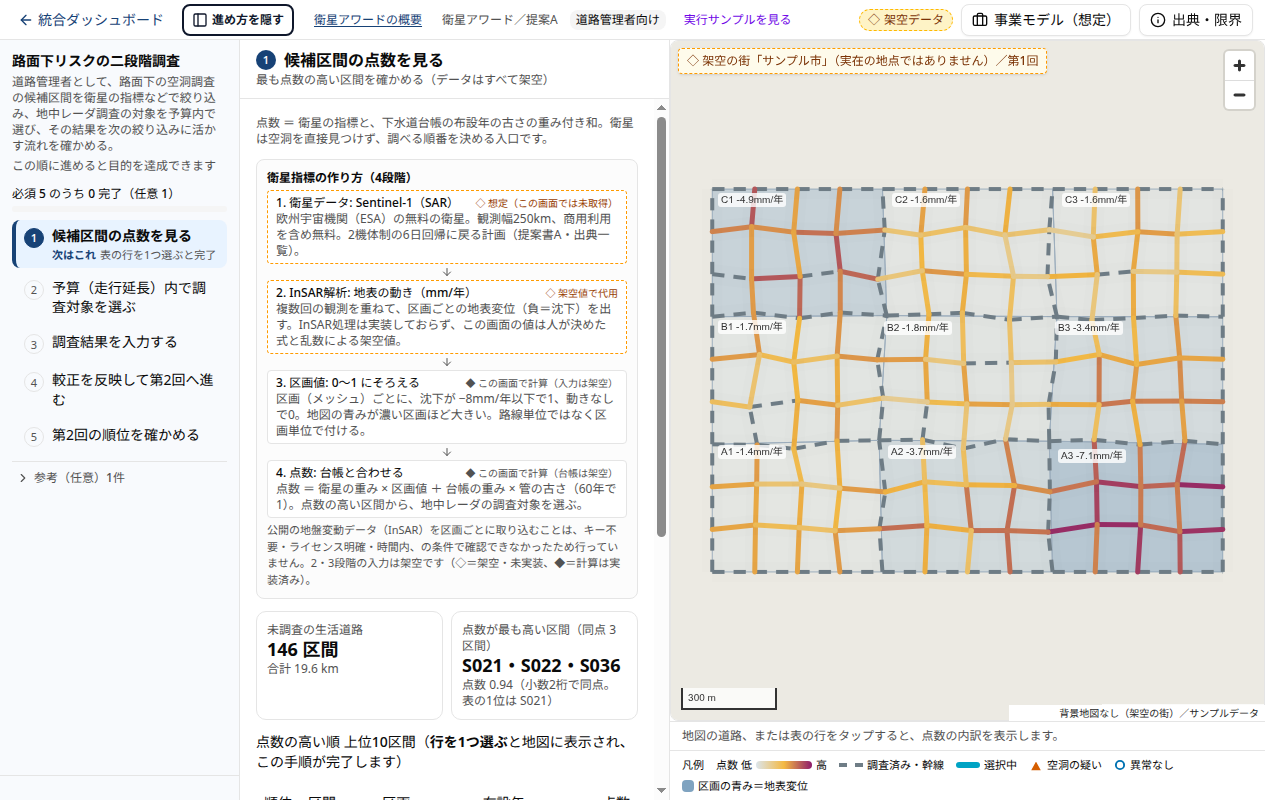 統合ダッシュボード
進め方を隠す
衛星アワードの概要
衛星アワード／提案A
道路管理者向け
実行サンプルを見る
◇ 架空データ
事業モデル（想定）
出典・限界
路面下リスクの二段階調査
道路管理者として、路面下の空洞調査
の候補区間を衛星の指標などで絞り込
み、地中レーダ調査の対象を予算内で
選び、その結果を次の絞り込みに活か
す流れを確かめる。
この順に進めると目的を達成できます
必須 5 のうち 0 完了（任意 1）
1 候補区間の点数を見る
次はこれ 表の行を1つ選ぶと完了
2 予算（走行延長）内で調
査対象を選ぶ
3 調査結果を入力する
4 較正を反映して第2回へ進
む
5 第2回の順位を確かめる
参考（任意）1件
1 候補区間の点数を見る
最も点数の高い区間を確かめる（データはすべて架空）
点数 ＝ 衛星の指標と、下水道台帳の布設年の古さの重み付き和。衛星
は空洞を直接見つけず、調べる順番を決める入口です。
衛星指標の作り方（4段階）
1. 衛星データ: Sentinel-1（SAR） ◇ 想定（この画面では未取得）
欧州宇宙機関（ESA）の無料の衛星。観測幅250km、商用利用
を含め無料。2機体制の6日回帰に戻る計画（提案書A・出典一
覧）。
↓
2. InSAR解析: 地表の動き（mm/年） ◇ 架空値で代用
複数回の観測を重ねて、区画ごとの地表変位（負＝沈下）を出
す。InSAR処理は実装しておらず、この画面の値は人が決めた
式と乱数による架空値。
↓
3. 区画値: 0〜1 にそろえる ◆ この画面で計算（入力は架空）
区画（メッシュ）ごとに、沈下が −8mm/年以下で1、動きなし
で0。地図の青みが濃い区画ほど大きい。路線単位ではなく区
画単位で付ける。
↓
4. 点数: 台帳と合わせる ◆ この画面で計算（台帳は架空）
点数 ＝ 衛星の重み × 区画値 ＋ 台帳の重み × 管の古さ（60年で
1）。点数の高い区間から、地中レーダの調査対象を選ぶ。
公開の地盤変動データ（InSAR）を区画ごとに取り込むことは、キー不
要・ライセンス明確・時間内、の条件で確認できなかったため行ってい
ません。2・3段階の入力は架空です（◇＝架空・未実装、◆＝計算は実
装済み）。
未調査の生活道路
146 区間
合計 19.6 km
点数が最も高い区間（同点 3
区間）
S021・S022・S036
点数 0.94（小数2桁で同点。
表の1位は S021）
点数の高い順 上位10区間（行を1つ選ぶと地図に表示され、
この手順が完了します）
◇ 架空の街「サンプル市」（実在の地点ではありません）／第1回
+
−
C1 -4.9mm/年
C2 -1.6mm/年
C3 -1.6mm/年
B1 -1.7mm/年
B2 -1.8mm/年
B3 -3.4mm/年
A1 -1.4mm/年
A2 -3.7mm/年
A3 -7.1mm/年
300 m
背景地図なし（架空の街）／サンプルデータ
地図の道路、または表の行をタップすると、点数の内訳を表示します。
凡例 点数 低 高 調査済み・幹線 選択中 空洞の疑い 異常なし
区画の青み＝地表変位